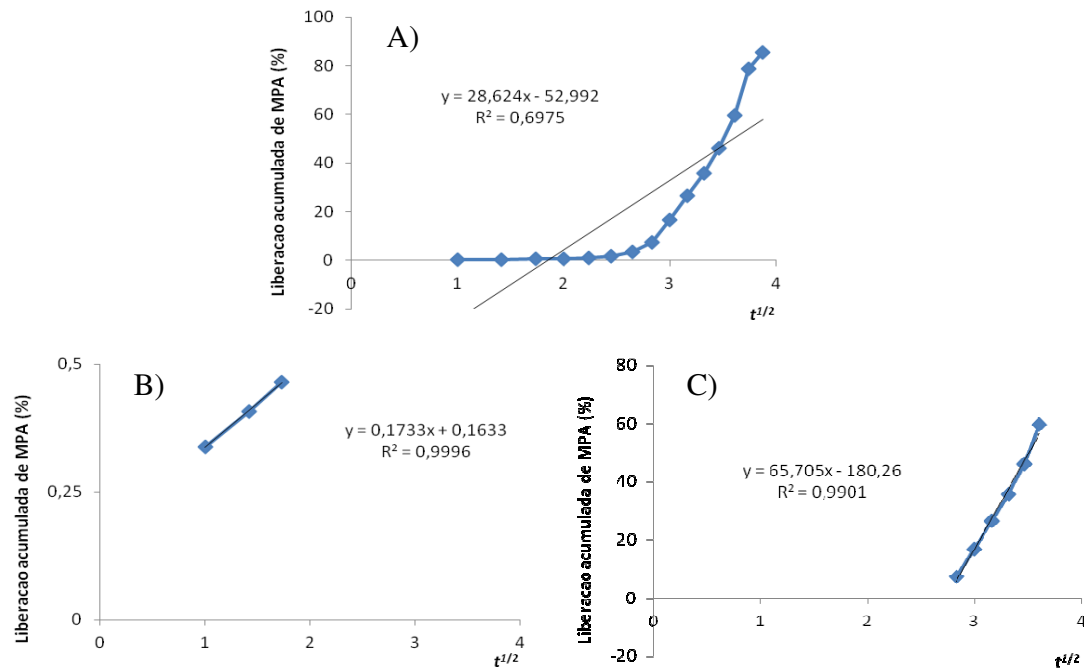 A)
Liberacao acumulada de MPA (%)
100
80
60
40
20
0
-20
y = 28,624x - 52,992
R² = 0,6975
0 1 2 3 4
t^1/2
B)
Liberacao acumulada de MPA (%)
0,5
0,25
0
y = 0,1733x + 0,1633
R² = 0,9996
0 1 2 3 4
t^1/2
C)
Liberacao acumulada de MPA (%)
80
60
40
20
0
-20
y = 65,705x - 180,26
R² = 0,9901
0 1 2 3 4
t^1/2